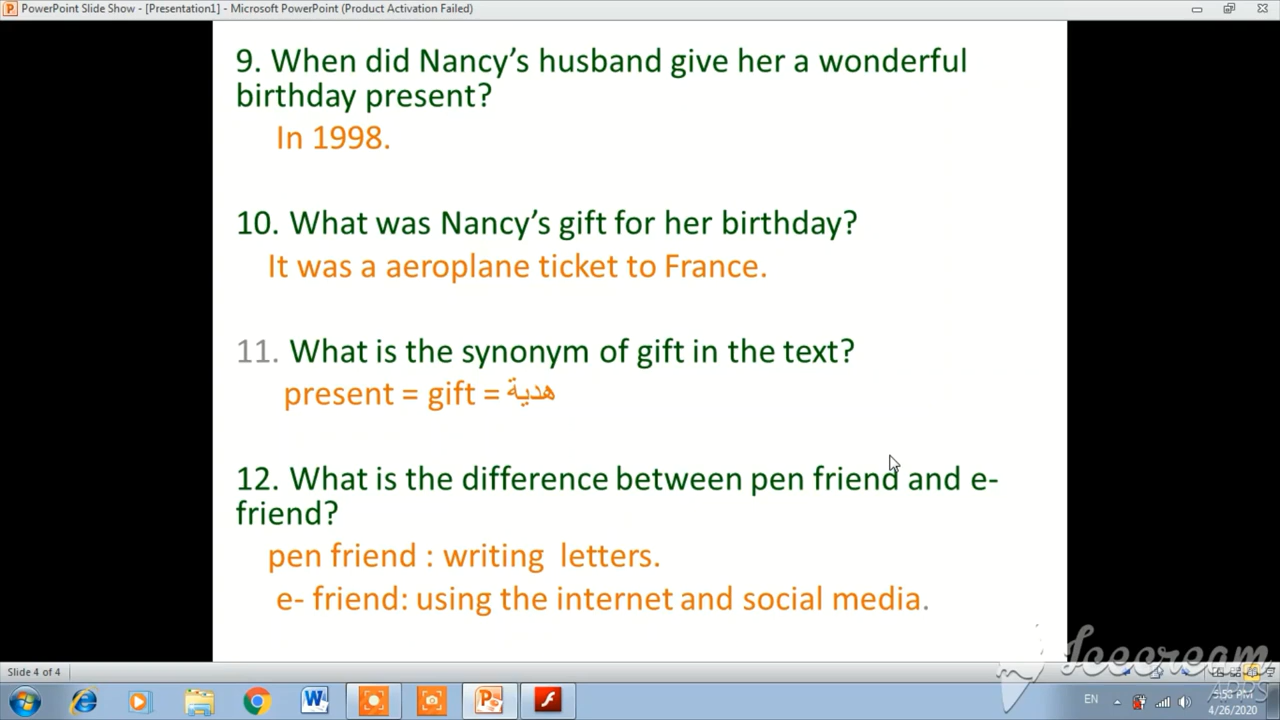 PowerPoint Slide Show - [Presentation1] - Microsoft PowerPoint (Product Activation Failed)
9. When did Nancy's husband give her a wonderful
birthday present?
In 1998.
10. What was Nancy's gift for her birthday?
It was a aeroplane ticket to France.
11. What is the synonym of gift in the text?
present = gift = هدية
12. What is the difference between pen friend and e-
friend?
pen friend : writing letters.
e- friend: using the internet and social media.
Slide 4 of 4
Icecream
APPS
EN
5:58 PM
4/26/2020